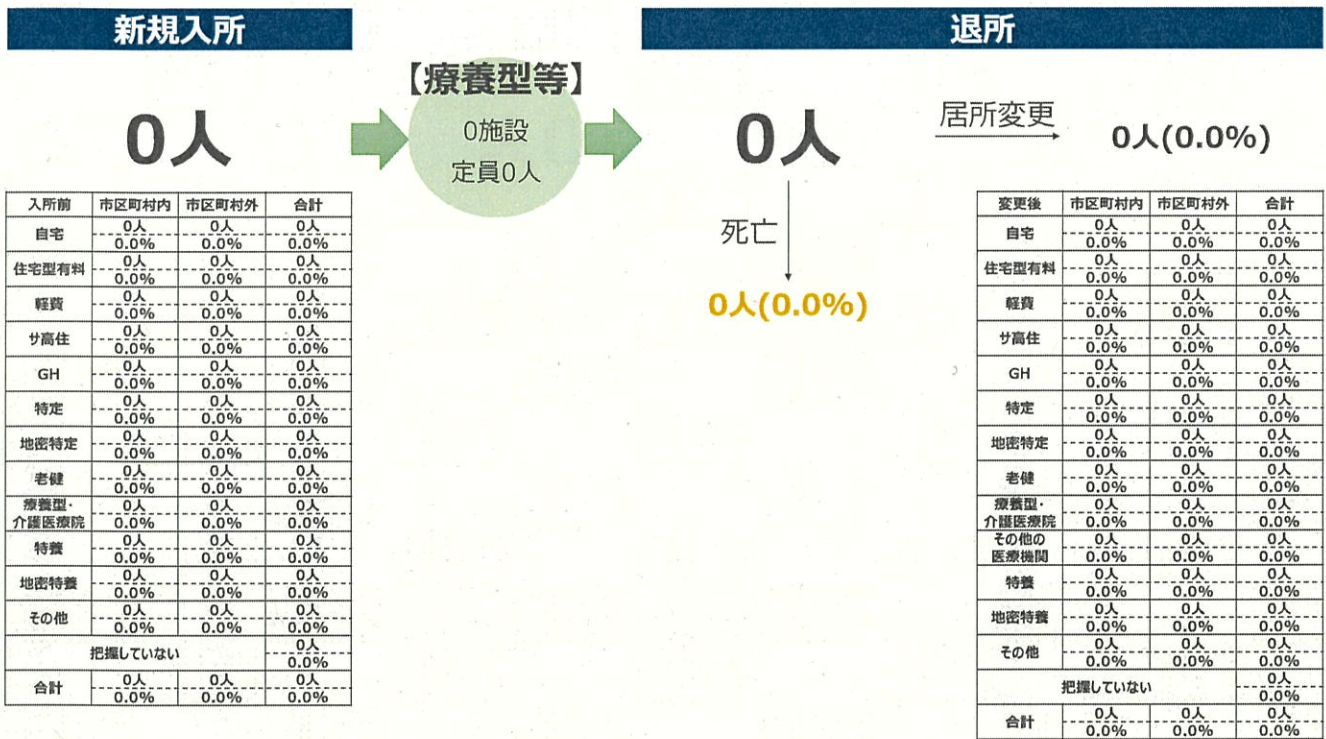 新規入所
退所
【療養型等】
0施設
定員0人
0人
0人
居所変更
0人(0.0%)
死亡
0人(0.0%)
入所前 市区町村内 市区町村外 合計
自宅 0人 0人 0人
0.0% 0.0% 0.0%
住宅型有料 0人 0人 0人
0.0% 0.0% 0.0%
軽費 0人 0人 0人
0.0% 0.0% 0.0%
サ高住 0人 0人 0人
0.0% 0.0% 0.0%
GH 0人 0人 0人
0.0% 0.0% 0.0%
特定 0人 0人 0人
0.0% 0.0% 0.0%
地密特定 0人 0人 0人
0.0% 0.0% 0.0%
老健 0人 0人 0人
0.0% 0.0% 0.0%
療養型・ 0人 0人 0人
介護医療院 0.0% 0.0% 0.0%
特養 0人 0人 0人
0.0% 0.0% 0.0%
地密特養 0人 0人 0人
0.0% 0.0% 0.0%
その他 0人 0人 0人
0.0% 0.0% 0.0%
把握していない 0人
0.0%
合計 0人 0人 0人
0.0% 0.0% 0.0%
変更後 市区町村内 市区町村外 合計
自宅 0人 0人 0人
0.0% 0.0% 0.0%
住宅型有料 0人 0人 0人
0.0% 0.0% 0.0%
軽費 0人 0人 0人
0.0% 0.0% 0.0%
サ高住 0人 0人 0人
0.0% 0.0% 0.0%
GH 0人 0人 0人
0.0% 0.0% 0.0%
特定 0人 0人 0人
0.0% 0.0% 0.0%
地密特定 0人 0人 0人
0.0% 0.0% 0.0%
老健 0人 0人 0人
0.0% 0.0% 0.0%
療養型・ 0人 0人 0人
介護医療院 0.0% 0.0% 0.0%
その他の 0人 0人 0人
医療機関 0.0% 0.0% 0.0%
特養 0人 0人 0人
0.0% 0.0% 0.0%
地密特養 0人 0人 0人
0.0% 0.0% 0.0%
その他 0人 0人 0人
0.0% 0.0% 0.0%
把握していない 0人
0.0%
合計 0人 0人 0人
0.0% 0.0% 0.0%